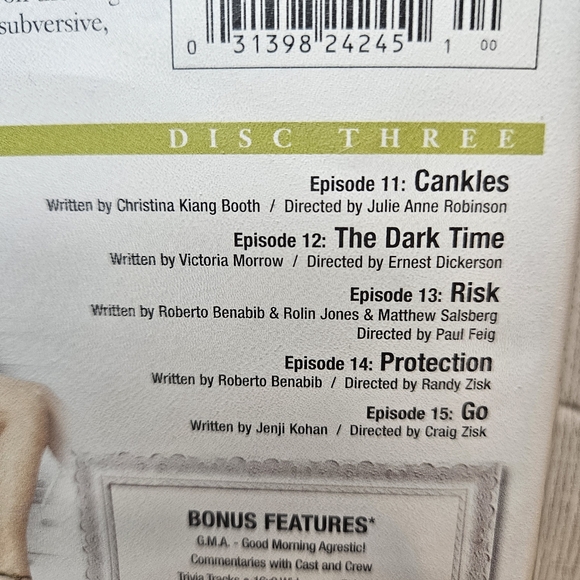 subversive,
0 31398 24245 1 00
DISC THREE
Episode 11: Cankles
Written by Christina Kiang Booth / Directed by Julie Anne Robinson
Episode 12: The Dark Time
Written by Victoria Morrow / Directed by Ernest Dickerson
Episode 13: Risk
Written by Roberto Benabib & Rolin Jones & Matthew Salsberg
Directed by Paul Feig
Episode 14: Protection
Written by Roberto Benabib / Directed by Randy Zisk
Episode 15: Go
Written by Jenji Kohan / Directed by Craig Zisk
BONUS FEATURES*
G.M.A. - Good Morning Agrestic!
Commentaries with Cast and Crew
Trivia Tracks